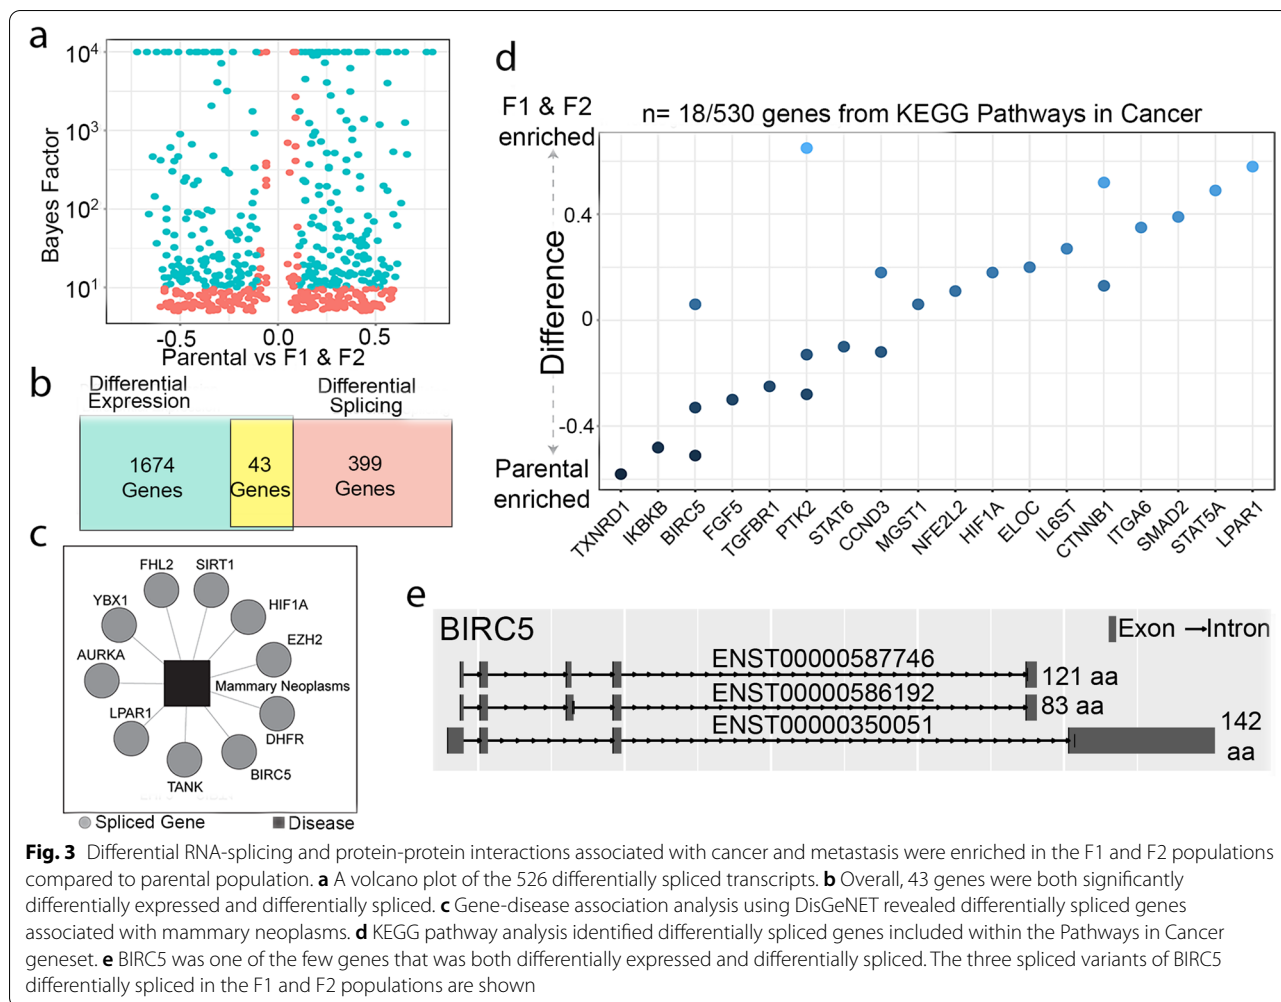 a
10⁴
10³
10²
10¹
Bayes Factor
-0.5
0.0
0.5
Parental vs F1 & F2
b
Differential
Expression
Differential
Splicing
1674
Genes
43
Genes
399
Genes
c
FHL2
SIRT1
YBX1
HIF1A
AURKA
EZH2
Mammary Neoplasms
LPAR1
DHFR
TANK
BIRC5
Spliced Gene
Disease
d
F1 & F2
enriched
n= 18/530 genes from KEGG Pathways in Cancer
0.4
0
-0.4
Difference
Parental
enriched
TXNRD1
IKBKB
BIRC5
FGF5
TGFBR1
PTK2
STAT6
CCND3
MGST1
NFE2L2
HIF1A
ELOC
IL6ST
CTNNB1
ITGA6
SMAD2
STAT5A
LPAR1
e
BIRC5
Exon
Intron
ENST00000587746
121 aa
ENST00000586192
83 aa
ENST00000350051
142
aa
Fig. 3 Differential RNA-splicing and protein-protein interactions associated with cancer and metastasis were enriched in the F1 and F2 populations
compared to parental population. a A volcano plot of the 526 differentially spliced transcripts. b Overall, 43 genes were both significantly
differentially expressed and differentially spliced. c Gene-disease association analysis using DisGeNET revealed differentially spliced genes
associated with mammary neoplasms. d KEGG pathway analysis identified differentially spliced genes included within the Pathways in Cancer
geneset. e BIRC5 was one of the few genes that was both differentially expressed and differentially spliced. The three spliced variants of BIRC5
differentially spliced in the F1 and F2 populations are shown